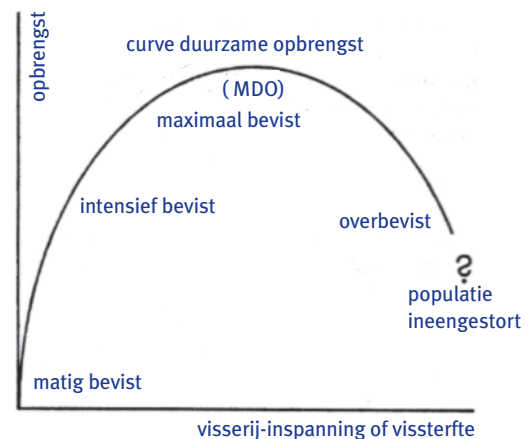 opbrengst
curve duurzame opbrengst
( MDO)
maximaal bevist
intensief bevist
overbevist
?
populatie
ineengestort
matig bevist
visserij-inspanning of vissterfte